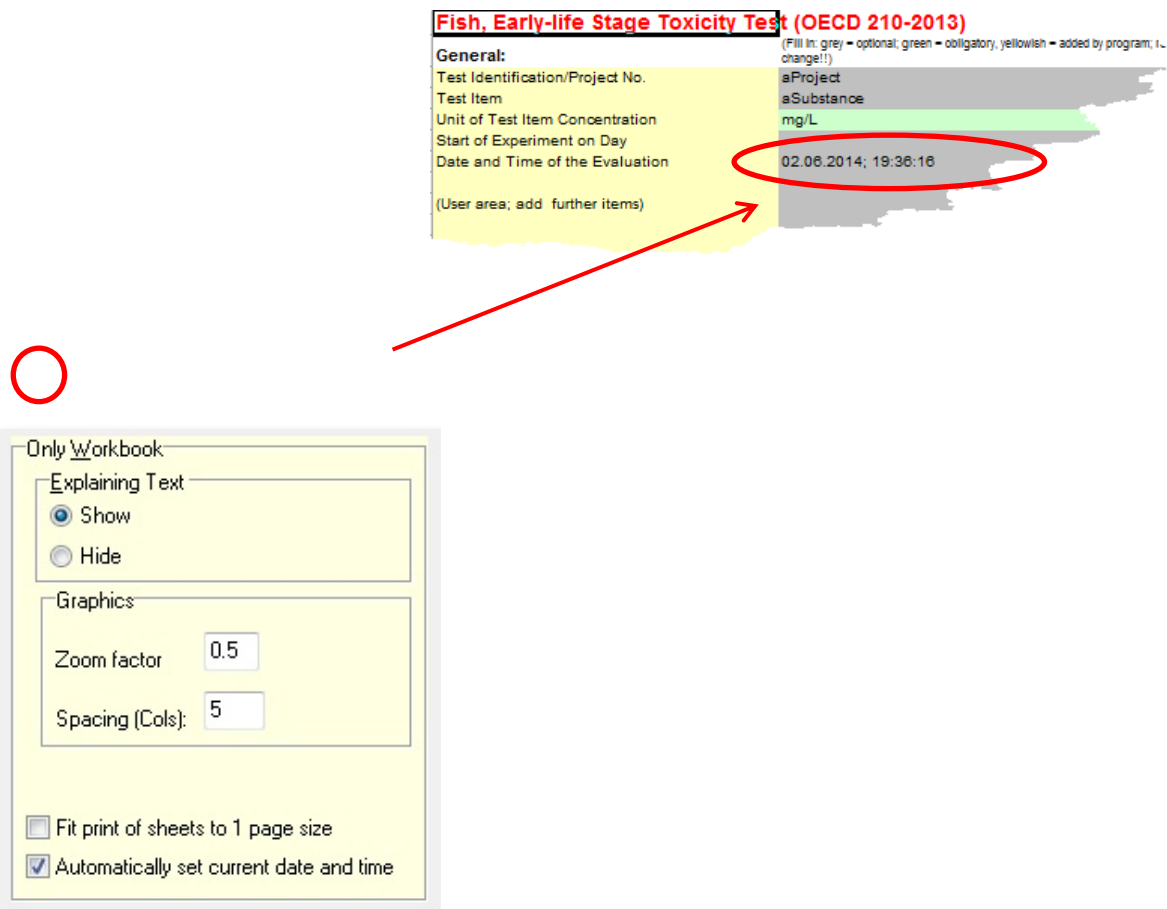 Fish, Early-life Stage Toxicity Test (OECD 210-2013)
General:
(Fill in: grey = optional; green = obligatory, yellowish = added by program;
change!!)
Test Identification/Project No. aProject
Test Item aSubstance
Unit of Test Item Concentration mg/L
Start of Experiment on Day
Date and Time of the Evaluation 02.06.2014; 19:36:16
(User area; add further items)
Only Workbook
Explaining Text
Show
Hide
Graphics
Zoom factor 0.5
Spacing (Cols): 5
Fit print of sheets to 1 page size
Automatically set current date and time